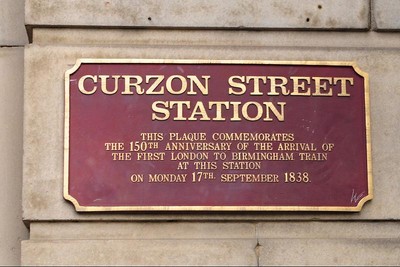 CURZON STREET
STATION
THIS PLAQUE COMMEMORATES
THE 150TH ANNIVERSARY OF THE ARRIVAL OF
THE FIRST LONDON TO BIRMINGHAM TRAIN
AT THIS STATION
ON MONDAY 17TH. SEPTEMBER 1838.